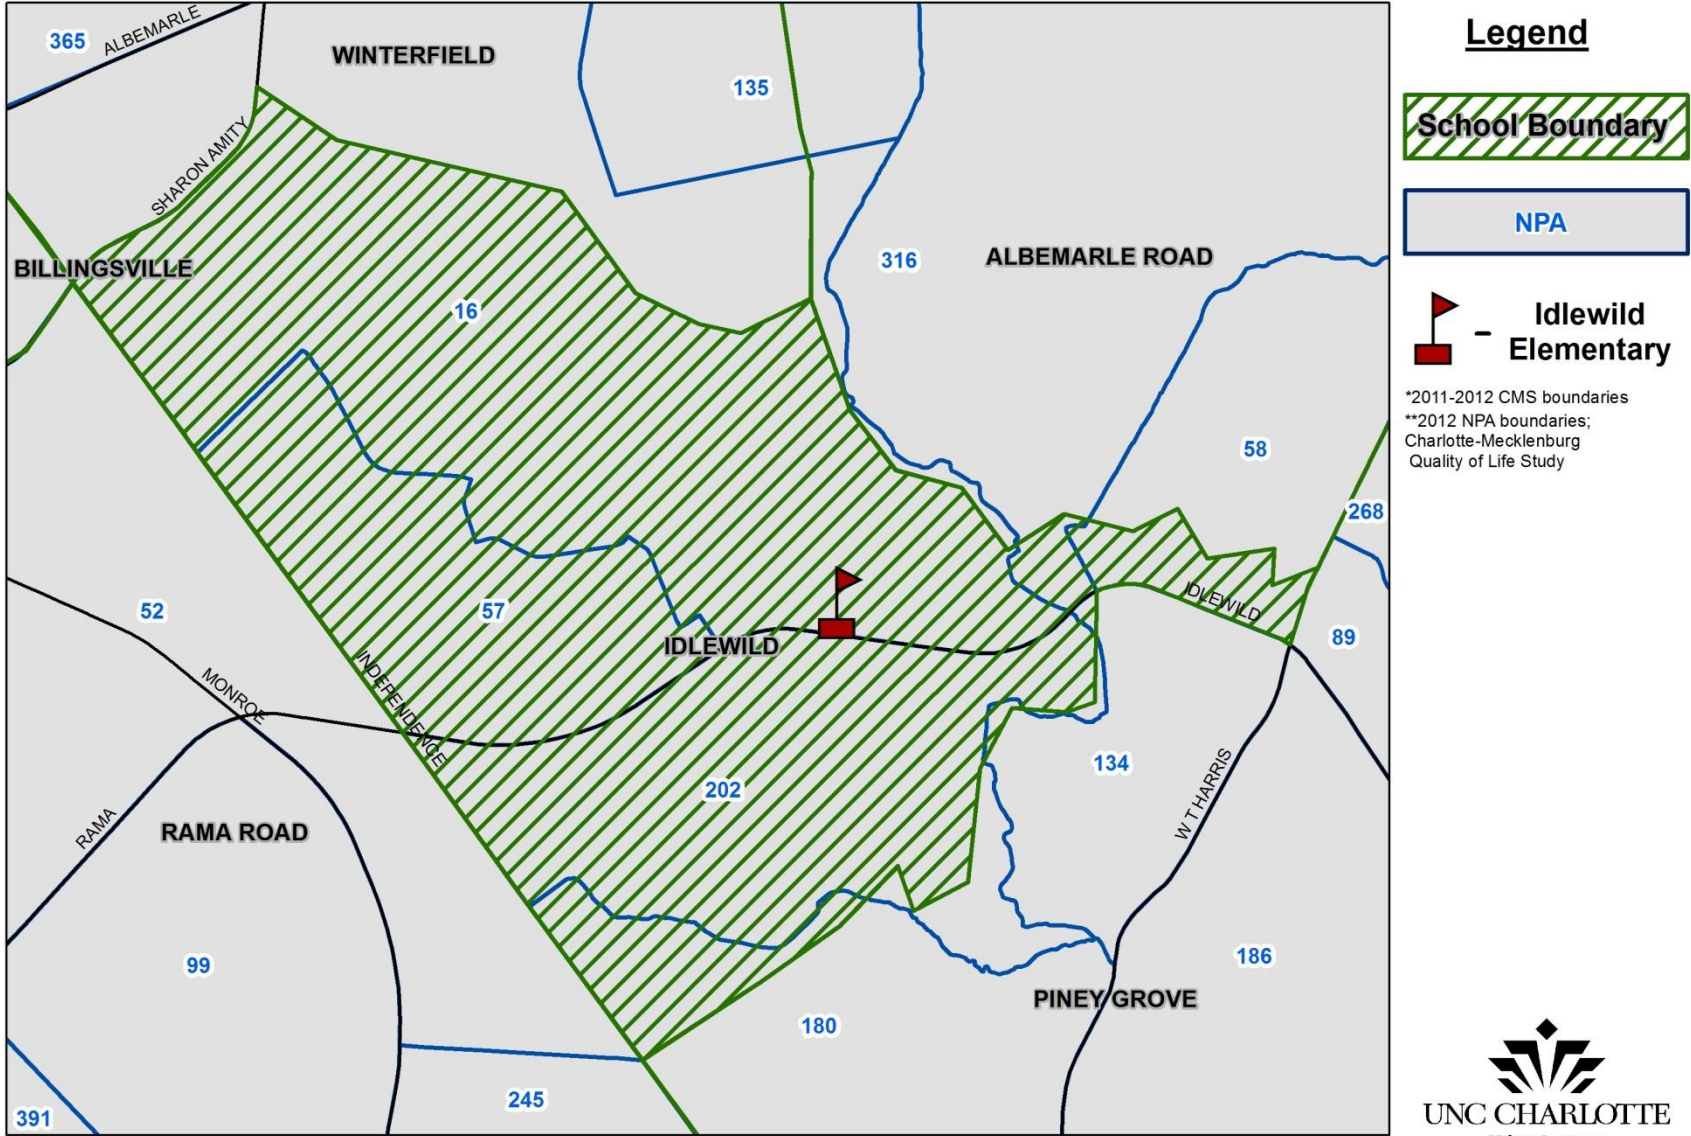 365
ALBEMARLE
WINTERFIELD
135
SHARON AMITY
BILLINGSVILLE
316
ALBEMARLE ROAD
16
58
268
52
57
IDLEWILD
IDLEWILD
89
MONROE
INDEPENDENCE
RAMA
RAMA ROAD
202
134
W T HARRIS
99
186
PINEY GROVE
180
245
391
Legend
School Boundary
NPA
- Idlewild
Elementary
*2011-2012 CMS boundaries
**2012 NPA boundaries;
Charlotte-Mecklenburg
Quality of Life Study
UNC CHARLOTTE